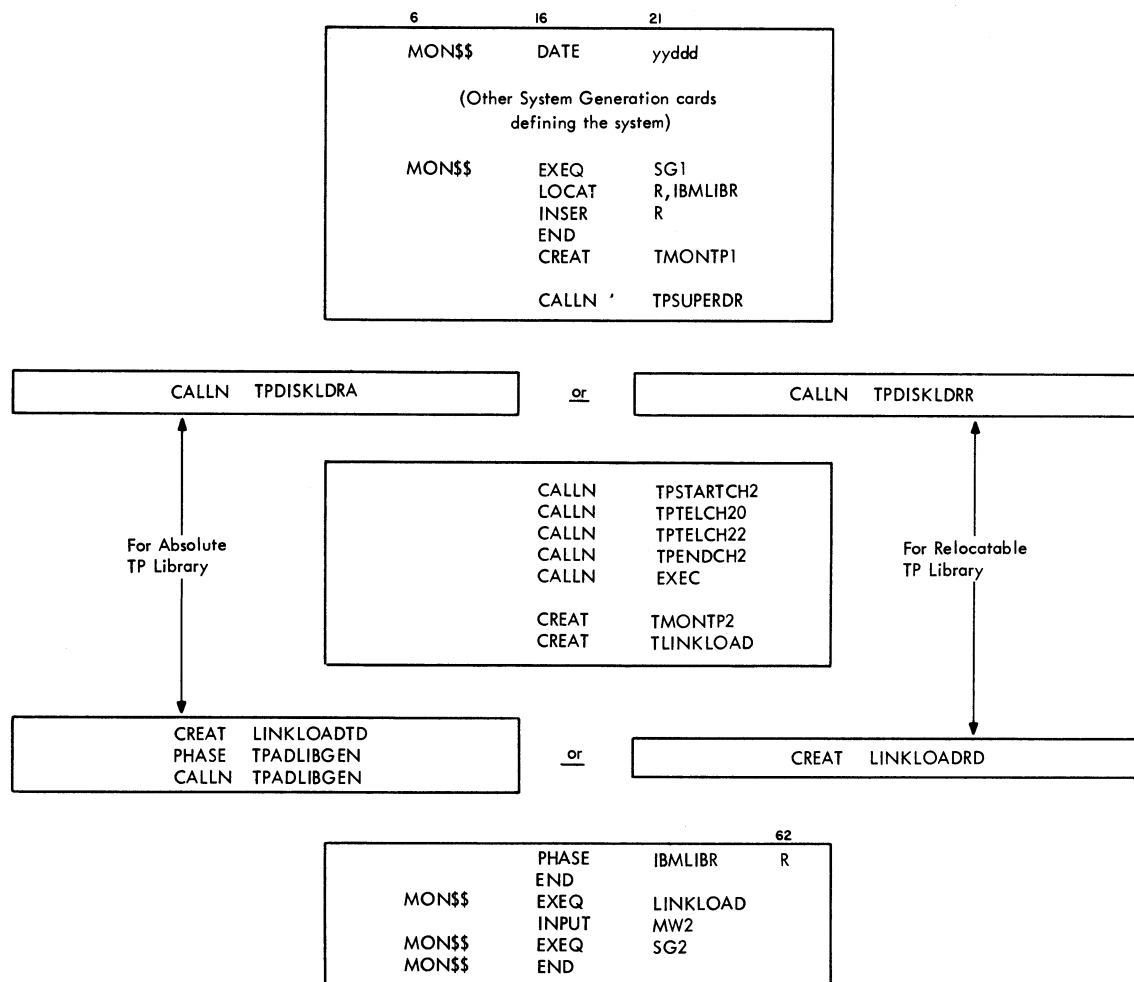 6 16 21
MON$$ DATE yyddd
(Other System Generation cards
defining the system)
MON$$ EXEQ SG1
LOCAT R,IBMLIBR
INSER R
END
CREAT TMONTP1
CALLN ' TPSUPERDR
CALLN TPDISKLDRA or CALLN TPDISKLDRR
CALLN TPSTARTCH2
CALLN TPTELCH20
CALLN TPTELCH22
CALLN TPENDCH2
CALLN EXEC
CREAT TMONTP2
CREAT TLINKLOAD
For Absolute
TP Library
For Relocatable
TP Library
CREAT LINKLOADTD
PHASE TPADLIBGEN
CALLN TPADLIBGEN
or
CREAT LINKLOADRD
62
PHASE IBMLIBR R
END
MON$$ EXEQ LINKLOAD
INPUT MW2
MON$$ EXEQ SG2
MON$$ END